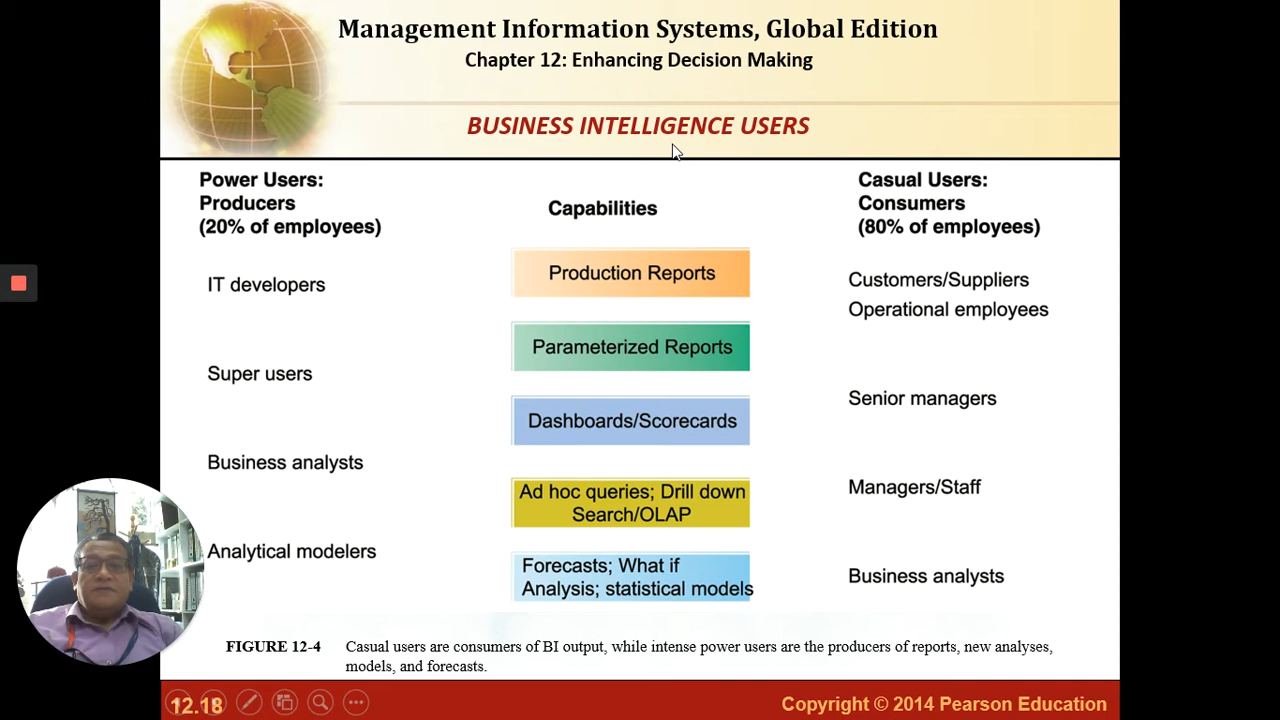 Management Information Systems, Global Edition
Chapter 12: Enhancing Decision Making
BUSINESS INTELLIGENCE USERS
Power Users:
Producers
(20% of employees)
IT developers
Super users
Business analysts
Analytical modelers
Capabilities
Production Reports
Parameterized Reports
Dashboards/Scorecards
Ad hoc queries; Drill down
Search/OLAP
Forecasts; What if
Analysis; statistical models
Casual Users:
Consumers
(80% of employees)
Customers/Suppliers
Operational employees
Senior managers
Managers/Staff
Business analysts
FIGURE 12-4 Casual users are consumers of BI output, while intense power users are the producers of reports, new analyses,
models, and forecasts.
12.18
Copyright © 2014 Pearson Education